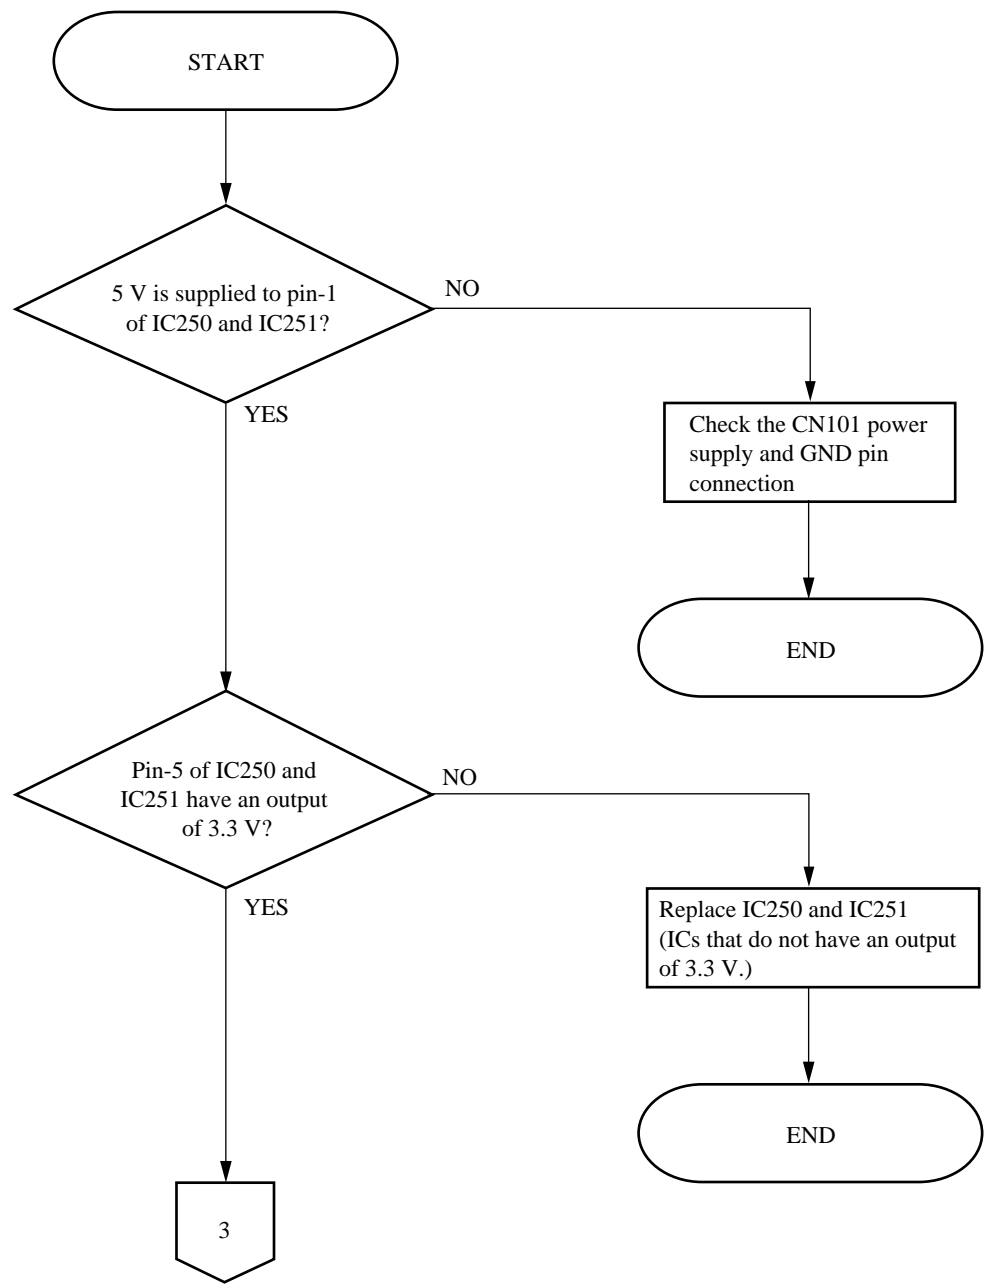 START
5 V is supplied to pin-1
of IC250 and IC251?
NO
YES
Check the CN101 power
supply and GND pin
connection
END
Pin-5 of IC250 and
IC251 have an output
of 3.3 V?
NO
YES
Replace IC250 and IC251
(ICs that do not have an output
of 3.3 V.)
END
3